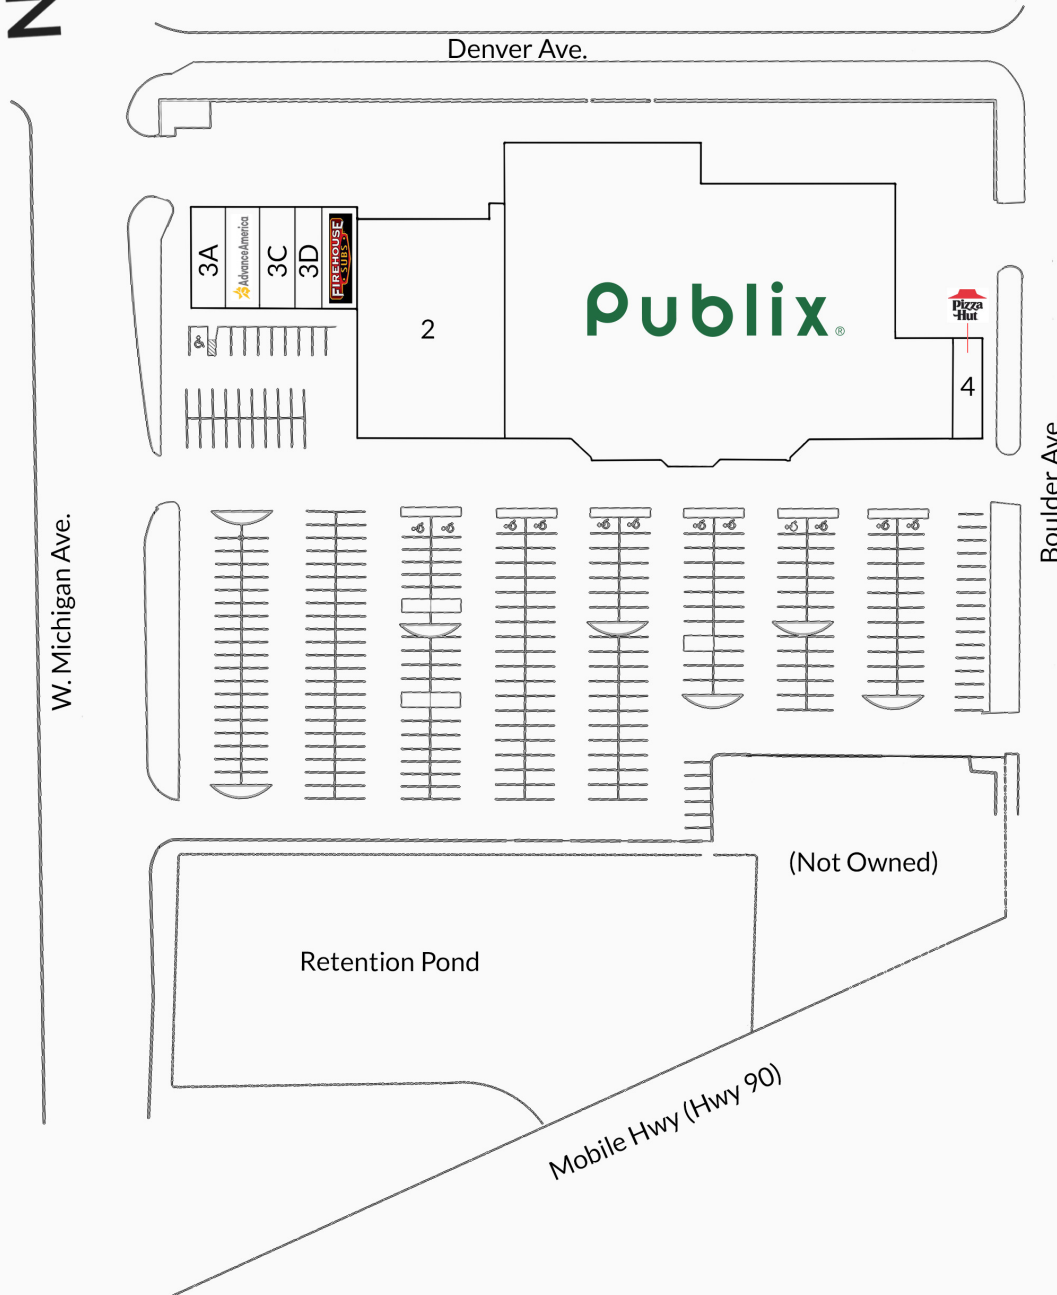 N
Denver Ave.
3A
AdvanceAmerica
3C
3D
FIREHOUSE
SUBS
2
Publix®
Pizza
Hut
4
W. Michigan Ave.
Boulder Ave
(Not Owned)
Retention Pond
Mobile Hwy (Hwy 90)